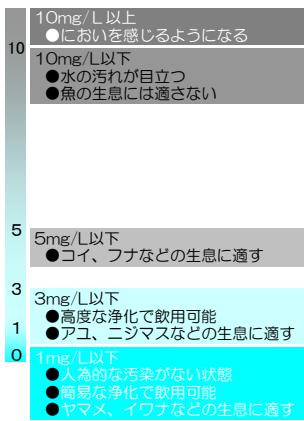 10mg/L以上
●においを感じるようになる
10
10mg/L以下
●水の汚れが目立つ
●魚の生息には適さない
5
5mg/L以下
●コイ、フナなどの生息に適す
3
3mg/L以下
●高度な浄化で飲用可能
1
●アユ、ニジマスなどの生息に適す
0
1mg/L以下
●人為的な汚染がない状態
●簡易な浄化で飲用可能
●ヤマメ、イワナなどの生息に適す